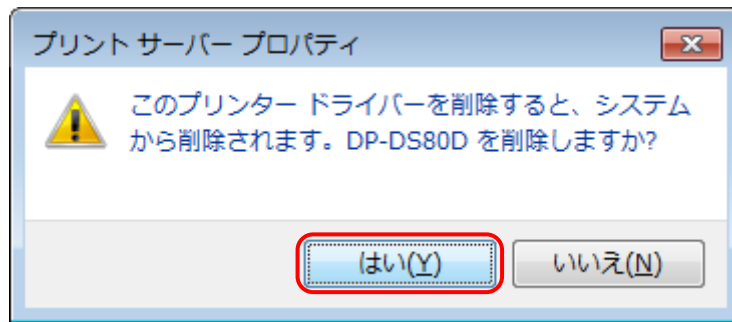 プリント サーバー プロパティ
このプリンター ドライバーを削除すると、システム
から削除されます。DP-DS80D を削除しますか?
はい(Y)
いいえ(N)